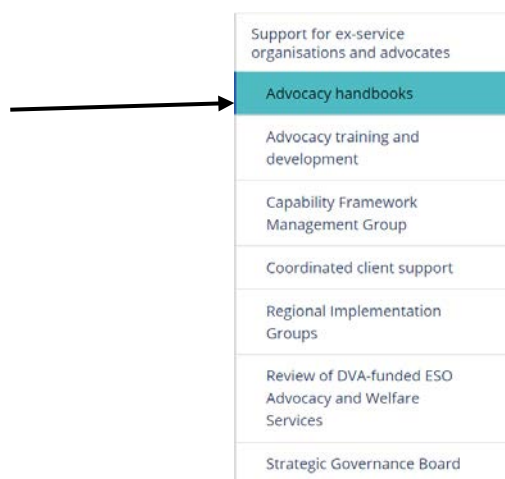 Support for ex-service
organisations and advocates
Advocacy handbooks
Advocacy training and
development
Capability Framework
Management Group
Coordinated client support
Regional Implementation
Groups
Review of DVA-funded ESO
Advocacy and Welfare
Services
Strategic Governance Board